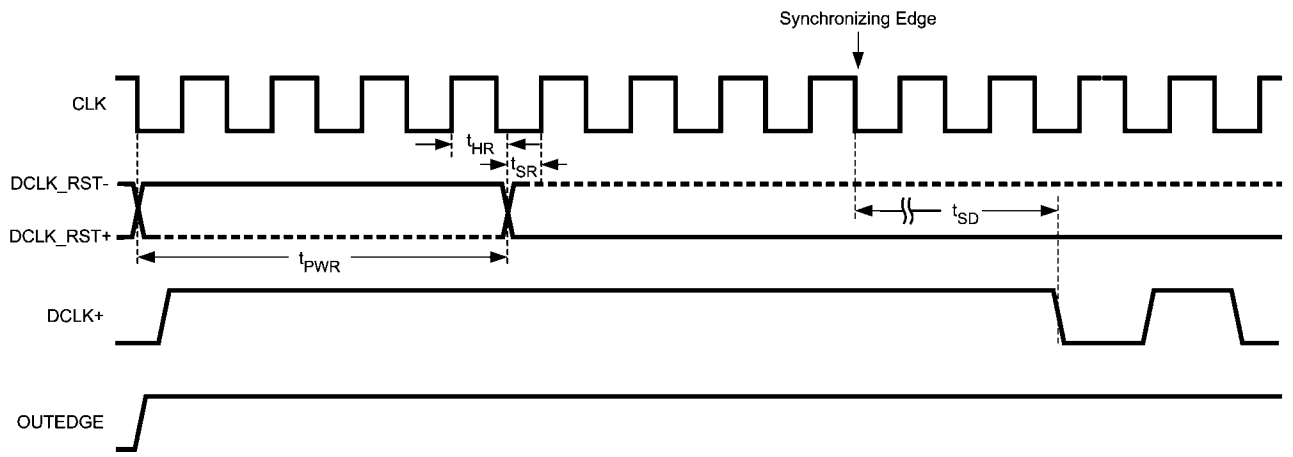 Synchronizing Edge
CLK
tHR
tSR
DCLK_RST-
DCLK_RST+
tSD
tPWR
DCLK+
OUTEDGE